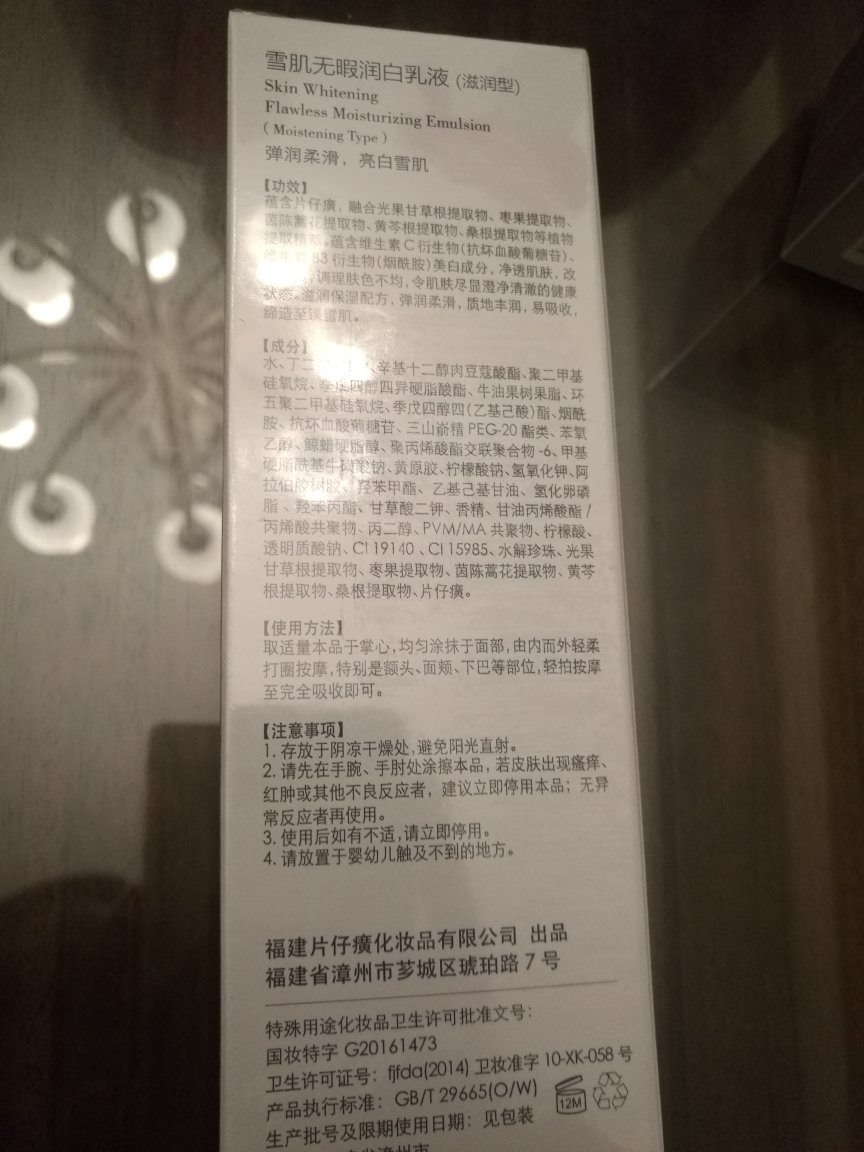 雪肌无暇润白乳液 (滋润型)
Skin Whitening
Flawless Moisturizing Emulsion
( Moistening Type )
弹润柔滑，亮白雪肌
【功效】
蕴含片仔癀，融合光果甘草根提取物、枣果提取物、
茵陈蒿花提取物、黄芩根提取物、桑根提取物等植物
提取精萃。蕴含维生素C衍生物(抗坏血酸葡糖苷)、
维生素B3衍生物(烟酰胺)美白成分，净透肌肤，改
，调理肤色不均，令肌肤尽显澄净清澈的健康
状态。滋润保湿配方，弹润柔滑，质地丰润，易吸收，
缔造至臻雪肌。
【成分】
水、丁二 、辛基十二醇肉豆蔻酸酯、聚二甲基
硅氧烷、季戊四醇四异硬脂酸酯、牛油果树果脂、环
五聚二甲基硅氧烷、季戊四醇四(乙基己酸)酯、烟酰
胺、抗坏血酸葡糖苷、三山嵛精 PEG-20 酯类、苯氧
乙醇、鲸蜡硬脂醇、聚丙烯酸酯交联聚合物 -6、甲基
硬脂酰基牛磺酸钠、黄原胶、柠檬酸钠、氢氧化钾、阿
拉伯胶树胶、羟苯甲酯、乙基己基甘油、氢化卵磷
脂、羟苯丙酯、甘草酸二钾、香精、甘油丙烯酸酯/
丙烯酸共聚物、丙二醇、PVM/MA 共聚物、柠檬酸、
透明质酸钠、CI 19140、CI 15985、水解珍珠、光果
甘草根提取物、枣果提取物、茵陈蒿花提取物、黄芩
根提取物、桑根提取物、片仔癀。
【使用方法】
取适量本品于掌心,均匀涂抹于面部,由内而外轻柔
打圈按摩,特别是额头、面颊、下巴等部位,轻拍按摩
至完全吸收即可。
【注意事项】
1. 存放于阴凉干燥处,避免阳光直射。
2. 请先在手腕、手肘处涂擦本品，若皮肤出现瘙痒、
红肿或其他不良反应者，建议立即停用本品；无异
常反应者再使用。
3. 使用后如有不适,请立即停用。
4. 请放置于婴幼儿触及不到的地方。
福建片仔癀化妆品有限公司 出品
福建省漳州市芗城区琥珀路 7 号
特殊用途化妆品卫生许可批准文号：
国妆特字 G20161473
卫生许可证号：fjfda(2014) 卫妆准字 10-XK-058 号
产品执行标准：GB/T 29665(O/W)
12M
生产批号及限期使用日期：见包装